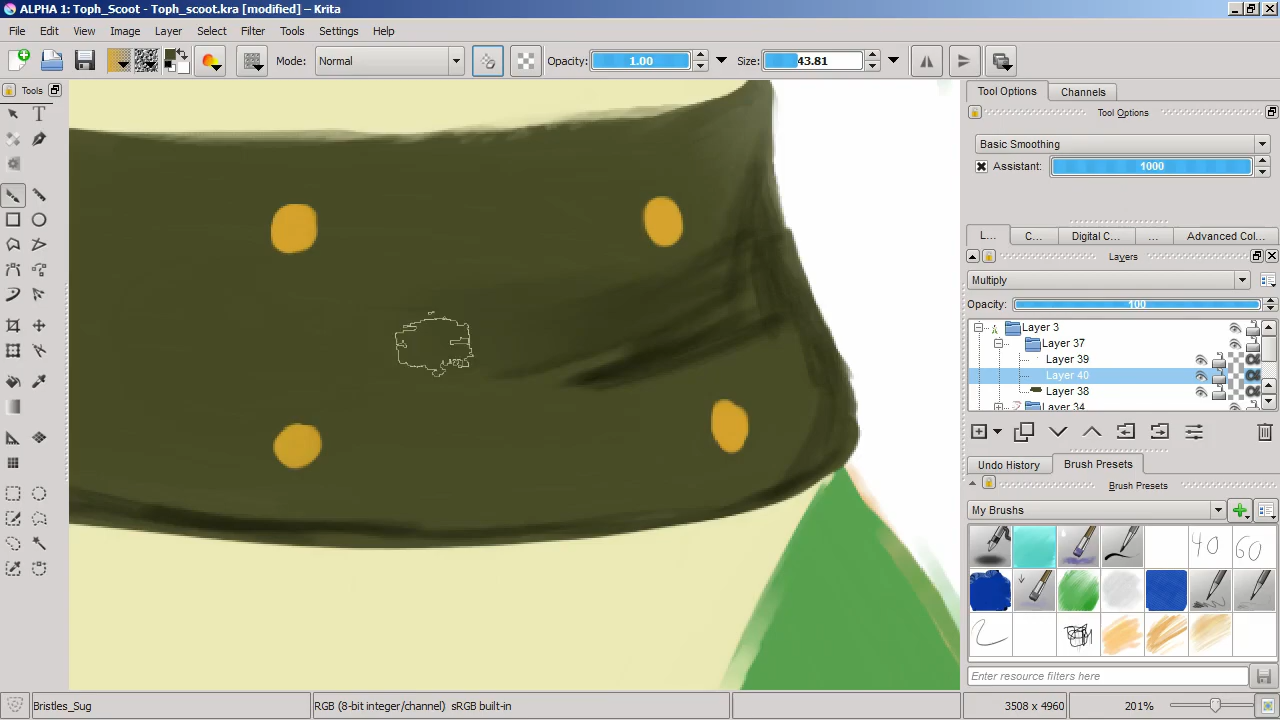 ALPHA 1: Toph_Scoot - Toph_scoot.kra [modified] – Krita
File Edit View Image Layer Select Filter Tools Settings Help
Mode: Normal Opacity: 1.00 Size: 43.81
Tools
Tool Options Channels
Tool Options
Basic Smoothing
Assistant: 1000
L... C... Digital C... ... Advanced Col...
Layers
Multiply
Opacity: 100
Layer 3
Layer 37
Layer 39
Layer 40
Layer 38
Layer 34
Undo History Brush Presets
Brush Presets
My Brushes
40 60
Enter resource filters here
Bristles_Sug RGB (8-bit integer/channel) sRGB built-in 3508 x 4960 201%